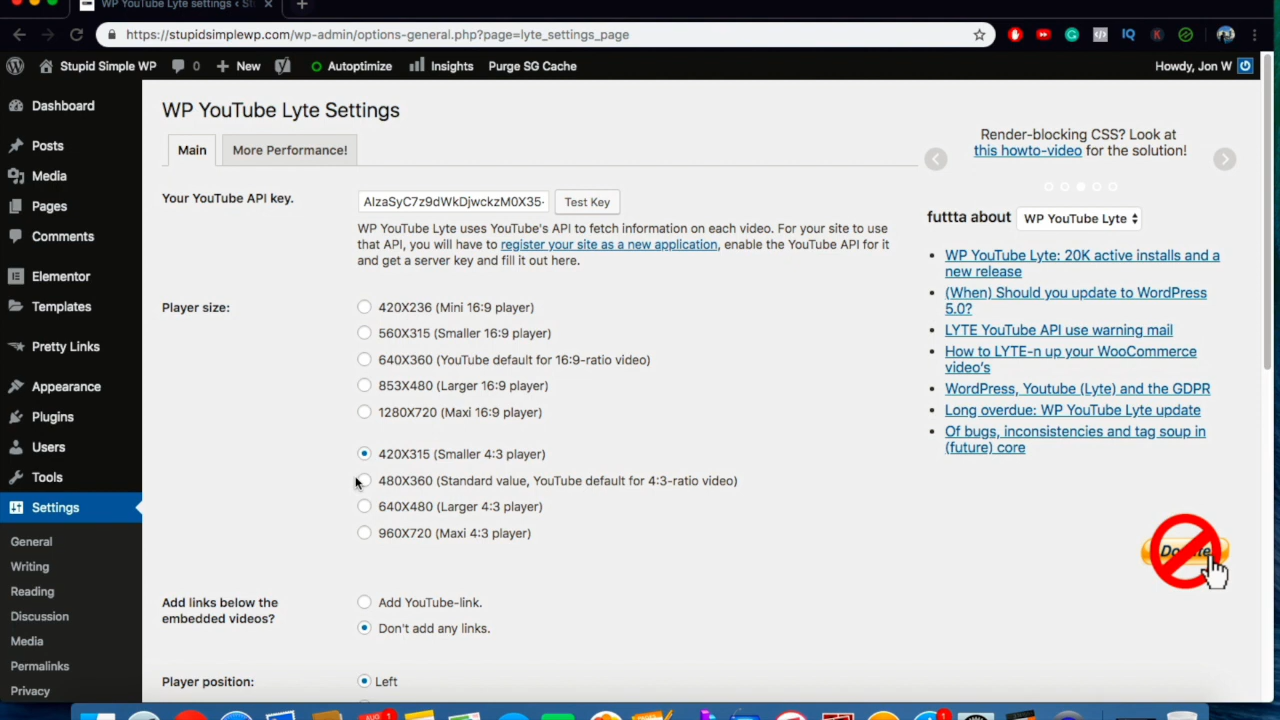 WP YouTube Lyte settings ‹ St
https://stupidsimplewp.com/wp-admin/options-general.php?page=lyte_settings_page
Stupid Simple WP 0 + New Autoptimize Insights Purge SG Cache Howdy, Jon W
Dashboard
Posts
Media
Pages
Comments
Elementor
Templates
Pretty Links
Appearance
Plugins
Users
Tools
Settings
General
Writing
Reading
Discussion
Media
Permalinks
Privacy
WP YouTube Lyte Settings
Main More Performance!
Your YouTube API key.
AIzaSyC7z9dWkDjwckzM0X35- Test Key
WP YouTube Lyte uses YouTube's API to fetch information on each video. For your site to use
that API, you will have to register your site as a new application, enable the YouTube API for it
and get a server key and fill it out here.
Player size:
420X236 (Mini 16:9 player)
560X315 (Smaller 16:9 player)
640X360 (YouTube default for 16:9-ratio video)
853X480 (Larger 16:9 player)
1280X720 (Maxi 16:9 player)
420X315 (Smaller 4:3 player)
480X360 (Standard value, YouTube default for 4:3-ratio video)
640X480 (Larger 4:3 player)
960X720 (Maxi 4:3 player)
Add links below the
embedded videos?
Add YouTube-link.
Don't add any links.
Player position:
Left
Render-blocking CSS? Look at
this howto-video for the solution!
futtta about WP YouTube Lyte
WP YouTube Lyte: 20K active installs and a
new release
(When) Should you update to WordPress
5.0?
LYTE YouTube API use warning mail
How to LYTE-n up your WooCommerce
video's
WordPress, Youtube (Lyte) and the GDPR
Long overdue: WP YouTube Lyte update
Of bugs, inconsistencies and tag soup in
(future) core
Donate
AUG 1
1